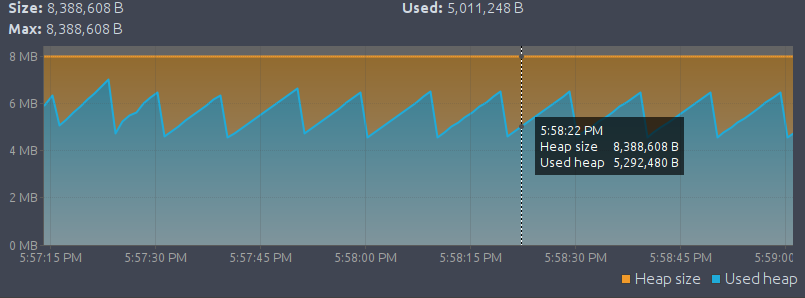 Size: 8,388,608 B Used: 5,011,248 B
Max: 8,388,608 B
8 MB
6 MB
4 MB
2 MB
0 MB
5:58:22 PM
Heap size 8,388,608 B
Used heap 5,292,480 B
5:57:15 PM 5:57:30 PM 5:57:45 PM 5:58:00 PM 5:58:15 PM 5:58:30 PM 5:58:45 PM 5:59:00
Heap size Used heap